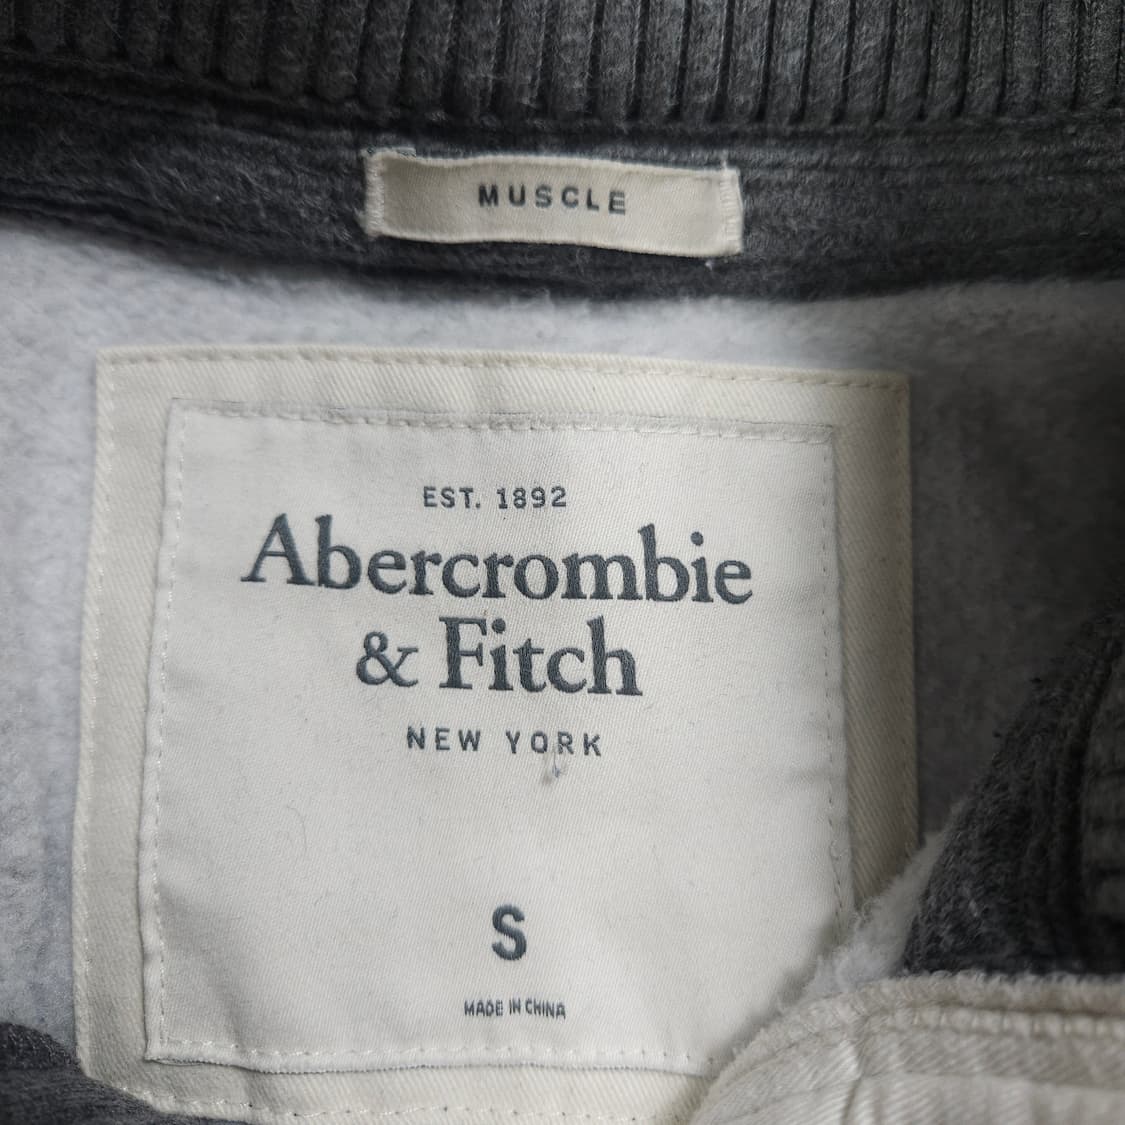 MUSCLE
EST. 1892
Abercrombie
& Fitch
NEW YORK
S
MADE IN CHINA